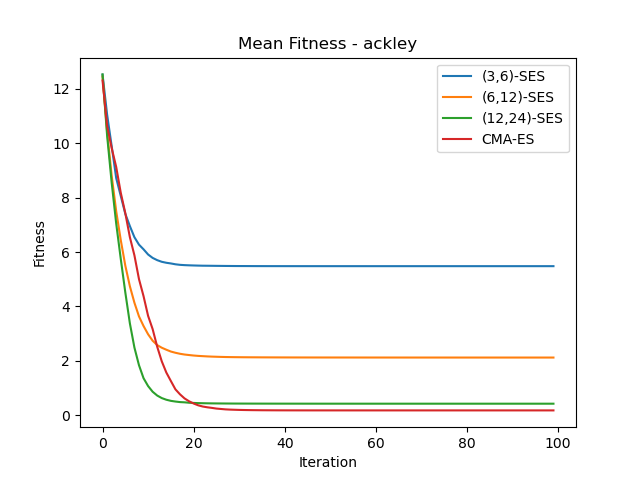 Mean Fitness - ackley
(3,6)-SES
(6,12)-SES
(12,24)-SES
CMA-ES
Fitness
12
10
8
6
4
2
0
0 20 40 60 80 100
Iteration